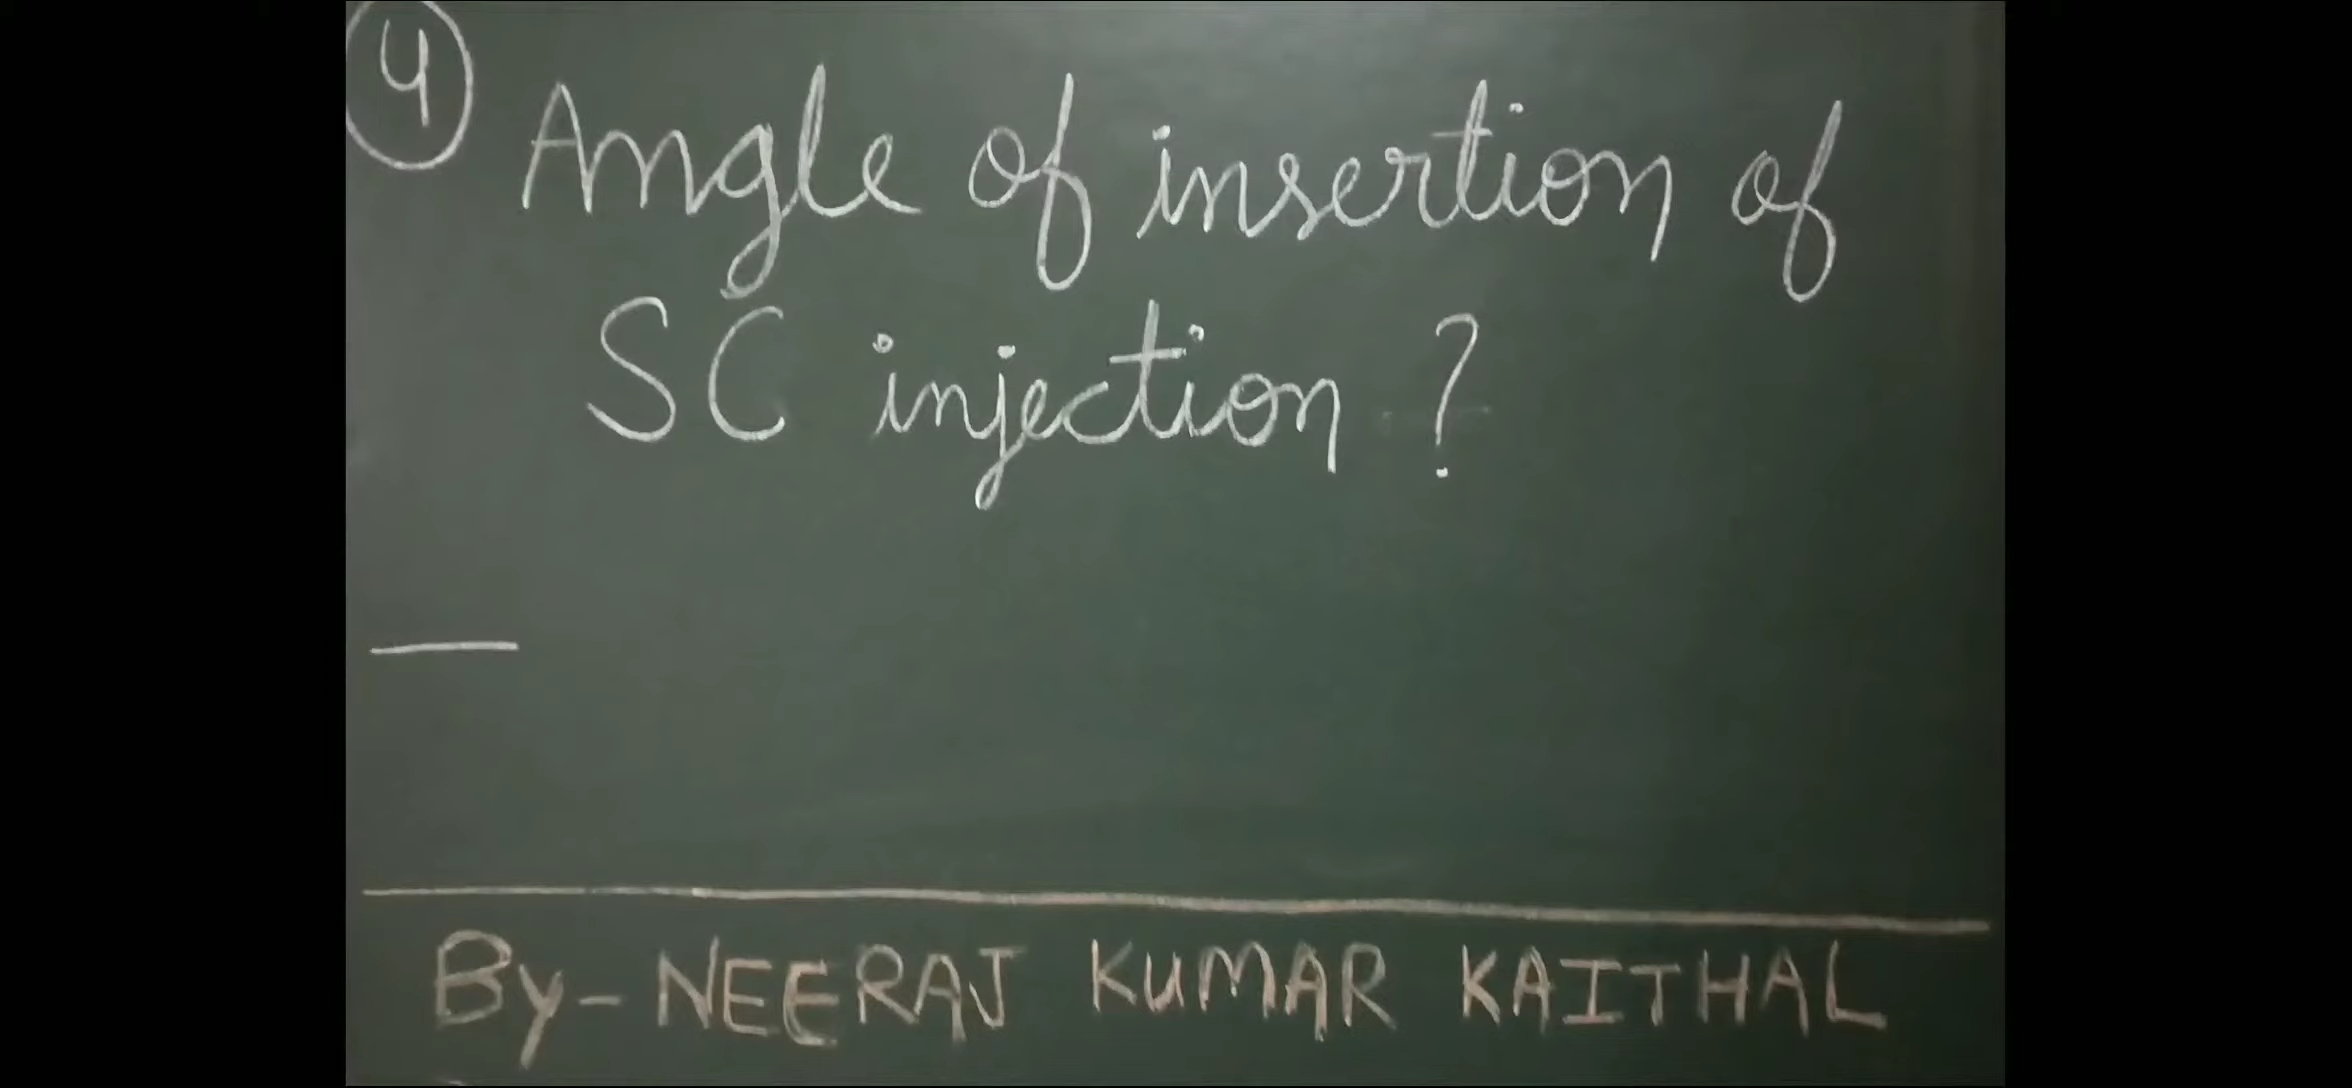 4 Angle of insertion of
SC injection ?
By- NEERAJ KUMAR KAITHAL